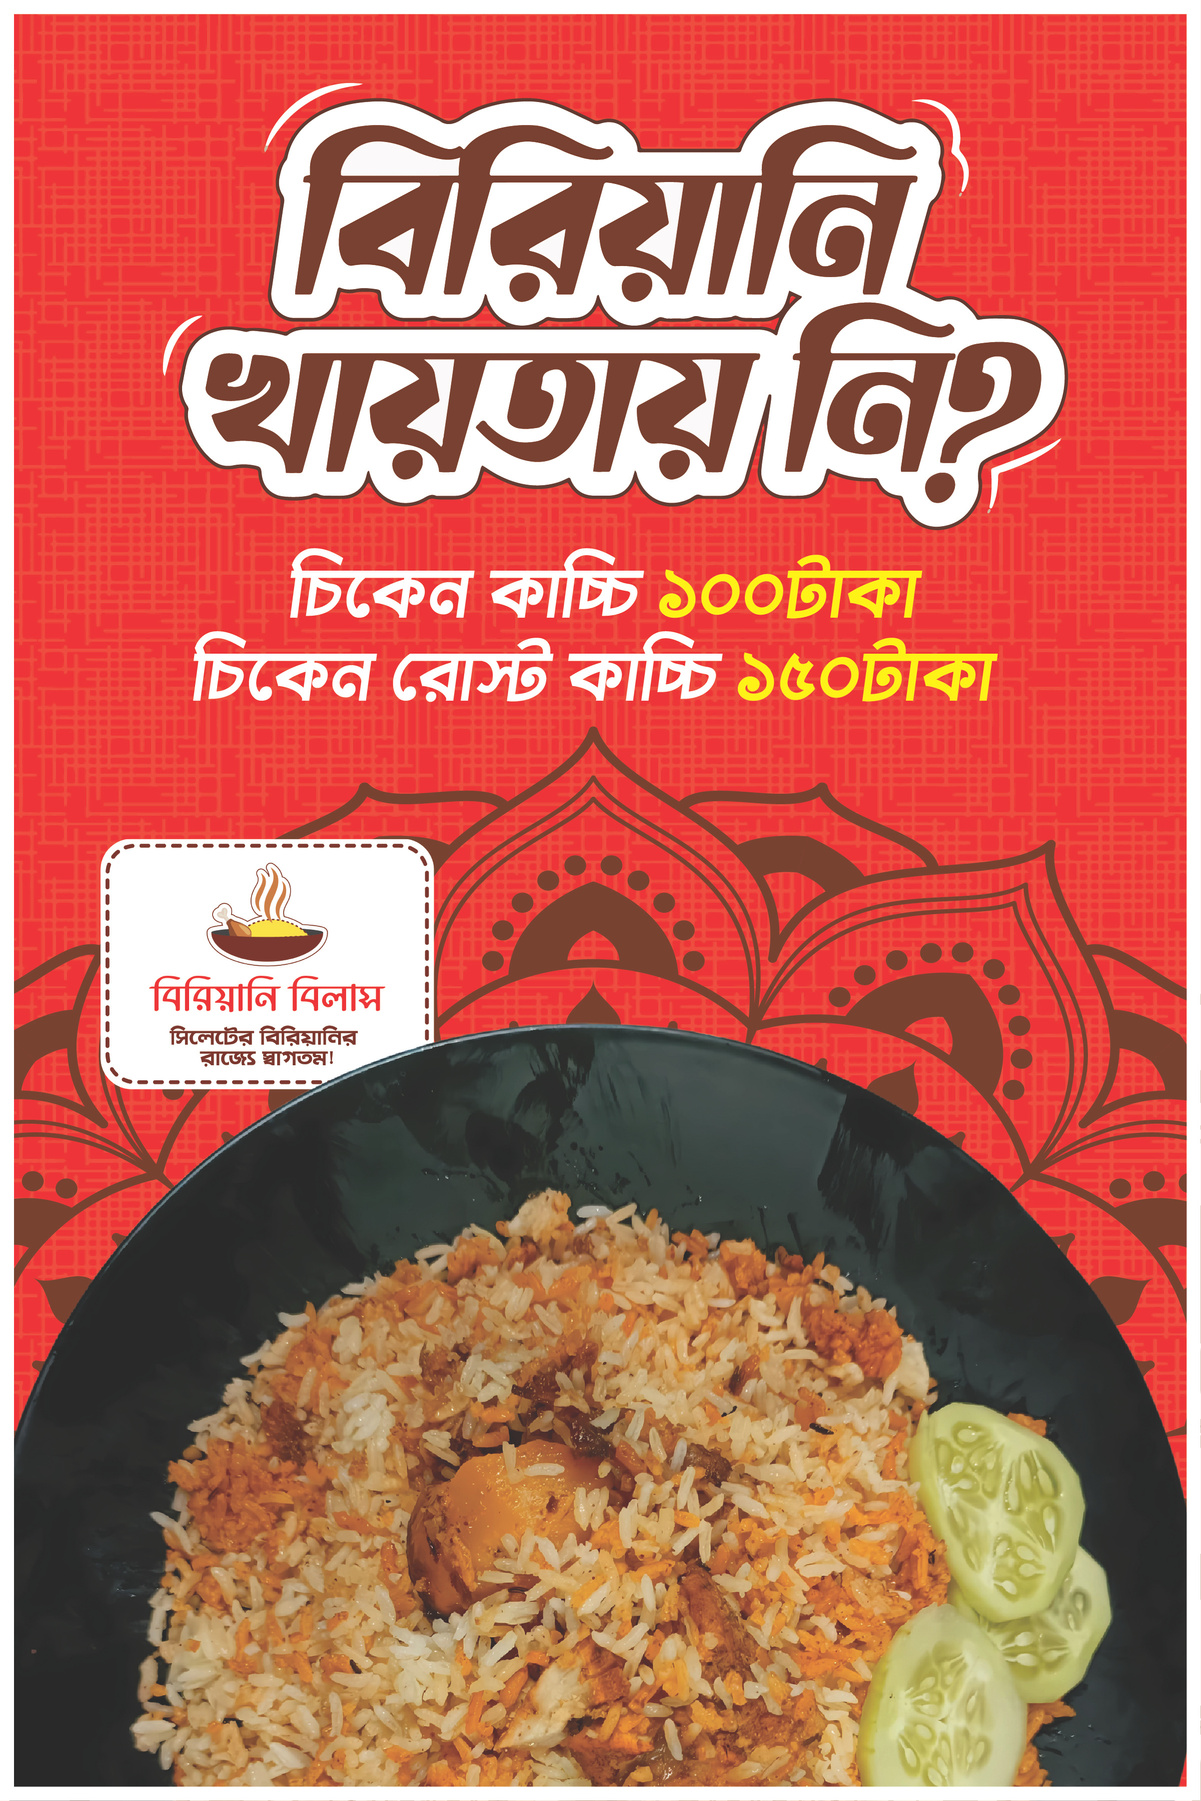 বিরিয়ানি
খায়তায় নি?
চিকেন কাচ্চি ১০০টাকা
চিকেন রোস্ট কাচ্চি ১৫০টাকা
বিরিয়ানি বিলাস
সিলেটের বিরিয়ানির
রাজ্যে স্বাগতম!